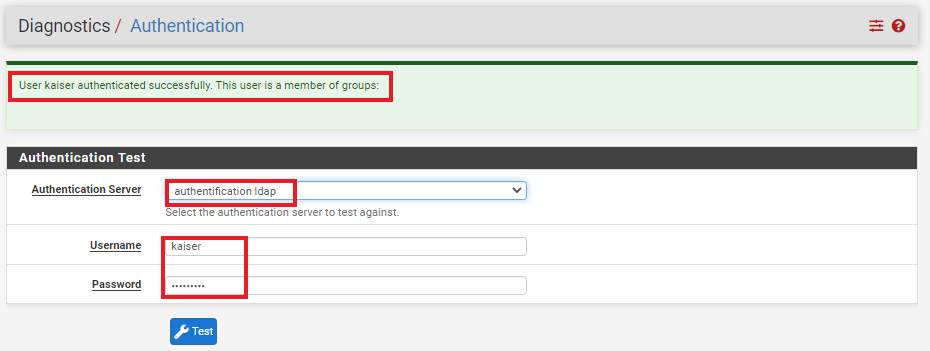 Diagnostics / Authentication
User kaiser authenticated successfully. This user is a member of groups:
Authentication Test
Authentication Server
authentification ldap
Select the authentication server to test against.
Username
kaiser
Password
•••••••••
Test